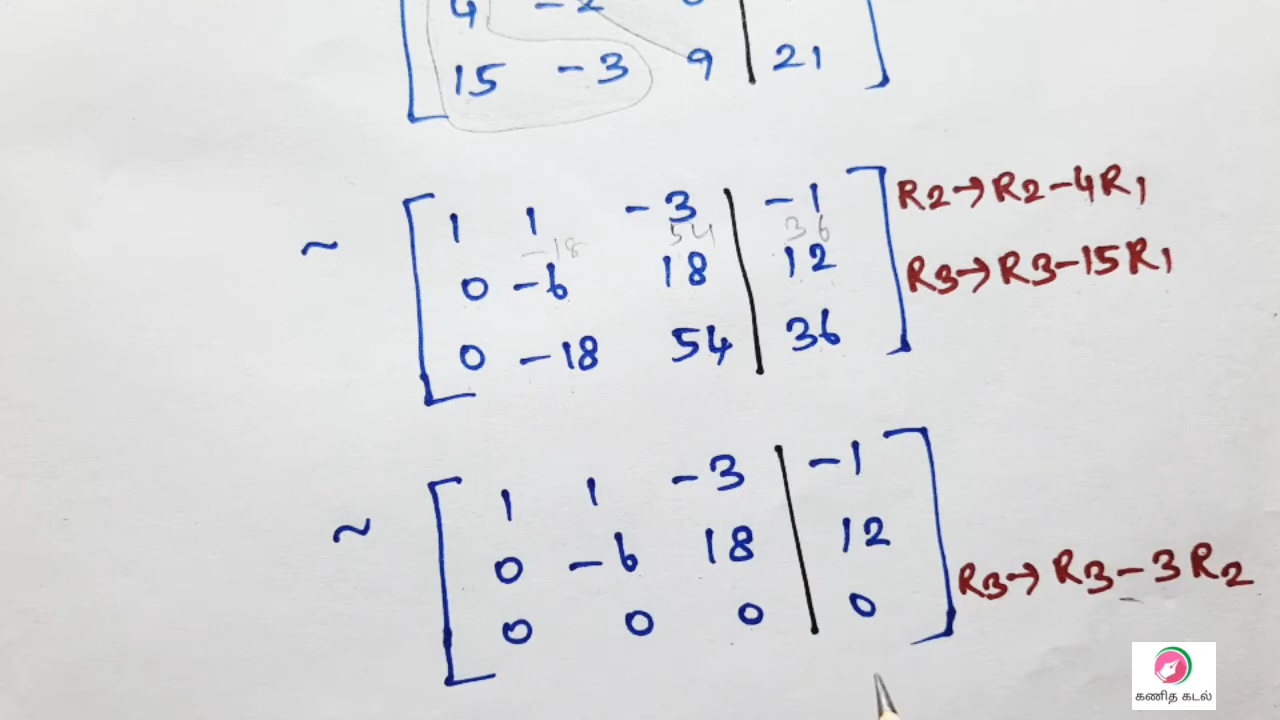 4 -2
15 -3 9 | 21
~ [ 1 1 -3 | -1 ] R2→R2-4R1
-18 54 36
0 -6 18 | 12 R3→R3-15R1
0 -18 54 | 36
~ [ 1 1 -3 | -1 ]
0 -6 18 | 12
0 0 0 | 0 R3→R3-3R2
கணித கடல்